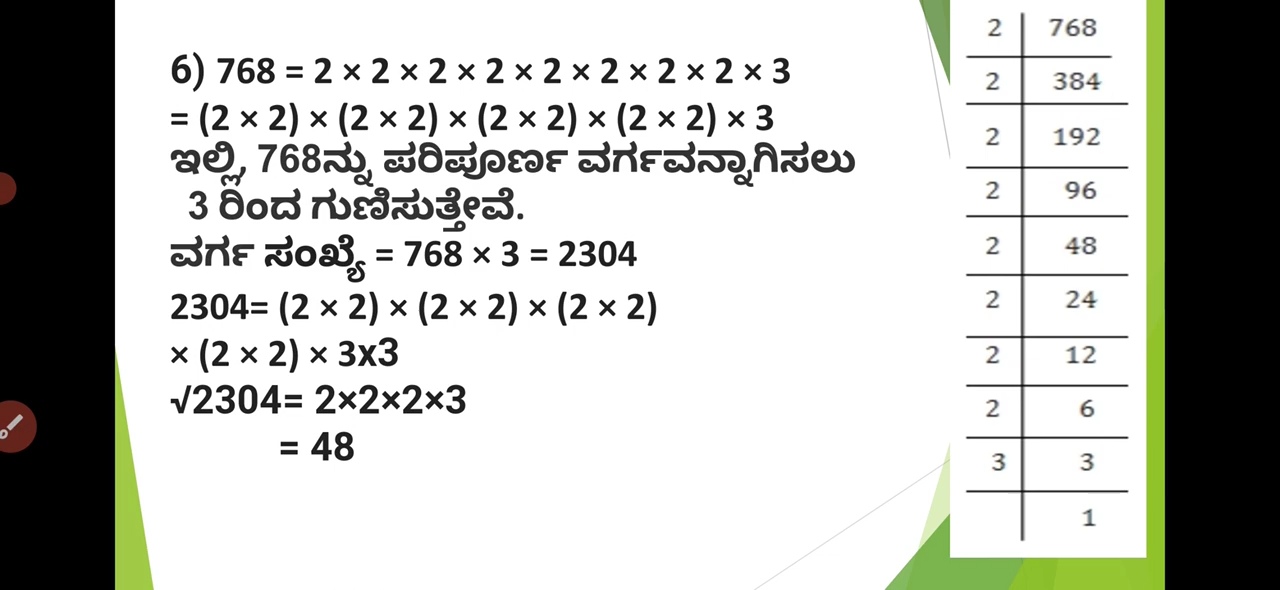 6) 768 = 2 × 2 × 2 × 2 × 2 × 2 × 2 × 2 × 3
= (2 × 2) × (2 × 2) × (2 × 2) × (2 × 2) × 3
ಇಲ್ಲಿ, 768ನ್ನು ಪರಿಪೂರ್ಣ ವರ್ಗವನ್ನಾಗಿಸಲು
3 ರಿಂದ ಗುಣಿಸುತ್ತೇವೆ.
ವರ್ಗ ಸಂಖ್ಯೆ = 768 × 3 = 2304
2304= (2 × 2) × (2 × 2) × (2 × 2)
× (2 × 2) × 3x3
√2304= 2×2×2×3
= 48
2 768
2 384
2 192
2 96
2 48
2 24
2 12
2 6
3 3
1